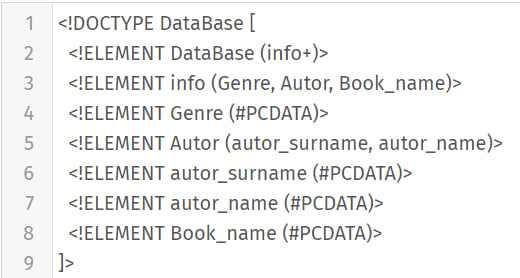 1 <!DOCTYPE DataBase [
2 <!ELEMENT DataBase (info+)>
3 <!ELEMENT info (Genre, Autor, Book_name)>
4 <!ELEMENT Genre (#PCDATA)>
5 <!ELEMENT Autor (autor_surname, autor_name)>
6 <!ELEMENT autor_surname (#PCDATA)>
7 <!ELEMENT autor_name (#PCDATA)>
8 <!ELEMENT Book_name (#PCDATA)>
9 ]>